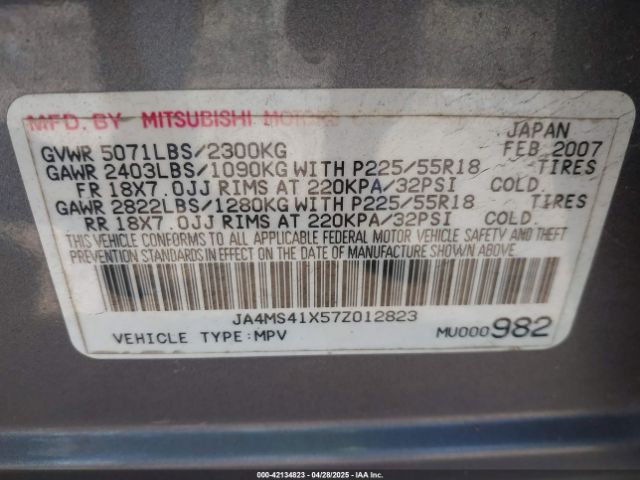 MFD. BY MITSUBISHI MOTORS JAPAN
GVWR 5071LBS/2300KG FEB 2007
GAWR 2403LBS/1090KG WITH P225/55R18 TIRES
FR 18X7.0JJ RIMS AT 220KPA/32PSI COLD.
GAWR 2822LBS/1280KG WITH P225/55R18 TIRES
RR 18X7.0JJ RIMS AT 220KPA/32PSI COLD.
THIS VEHICLE CONFORMS TO ALL APPLICABLE FEDERAL MOTOR VEHICLE SAFETY AND THEFT
PREVENTION STANDARDS IN EFFECT ON THE DATE OF MANUFACTURE SHOWN ABOVE.
JA4MS41X57Z012823
VEHICLE TYPE:MPV MU000982
000-42134823 - 04/28/2025 - IAA Inc.